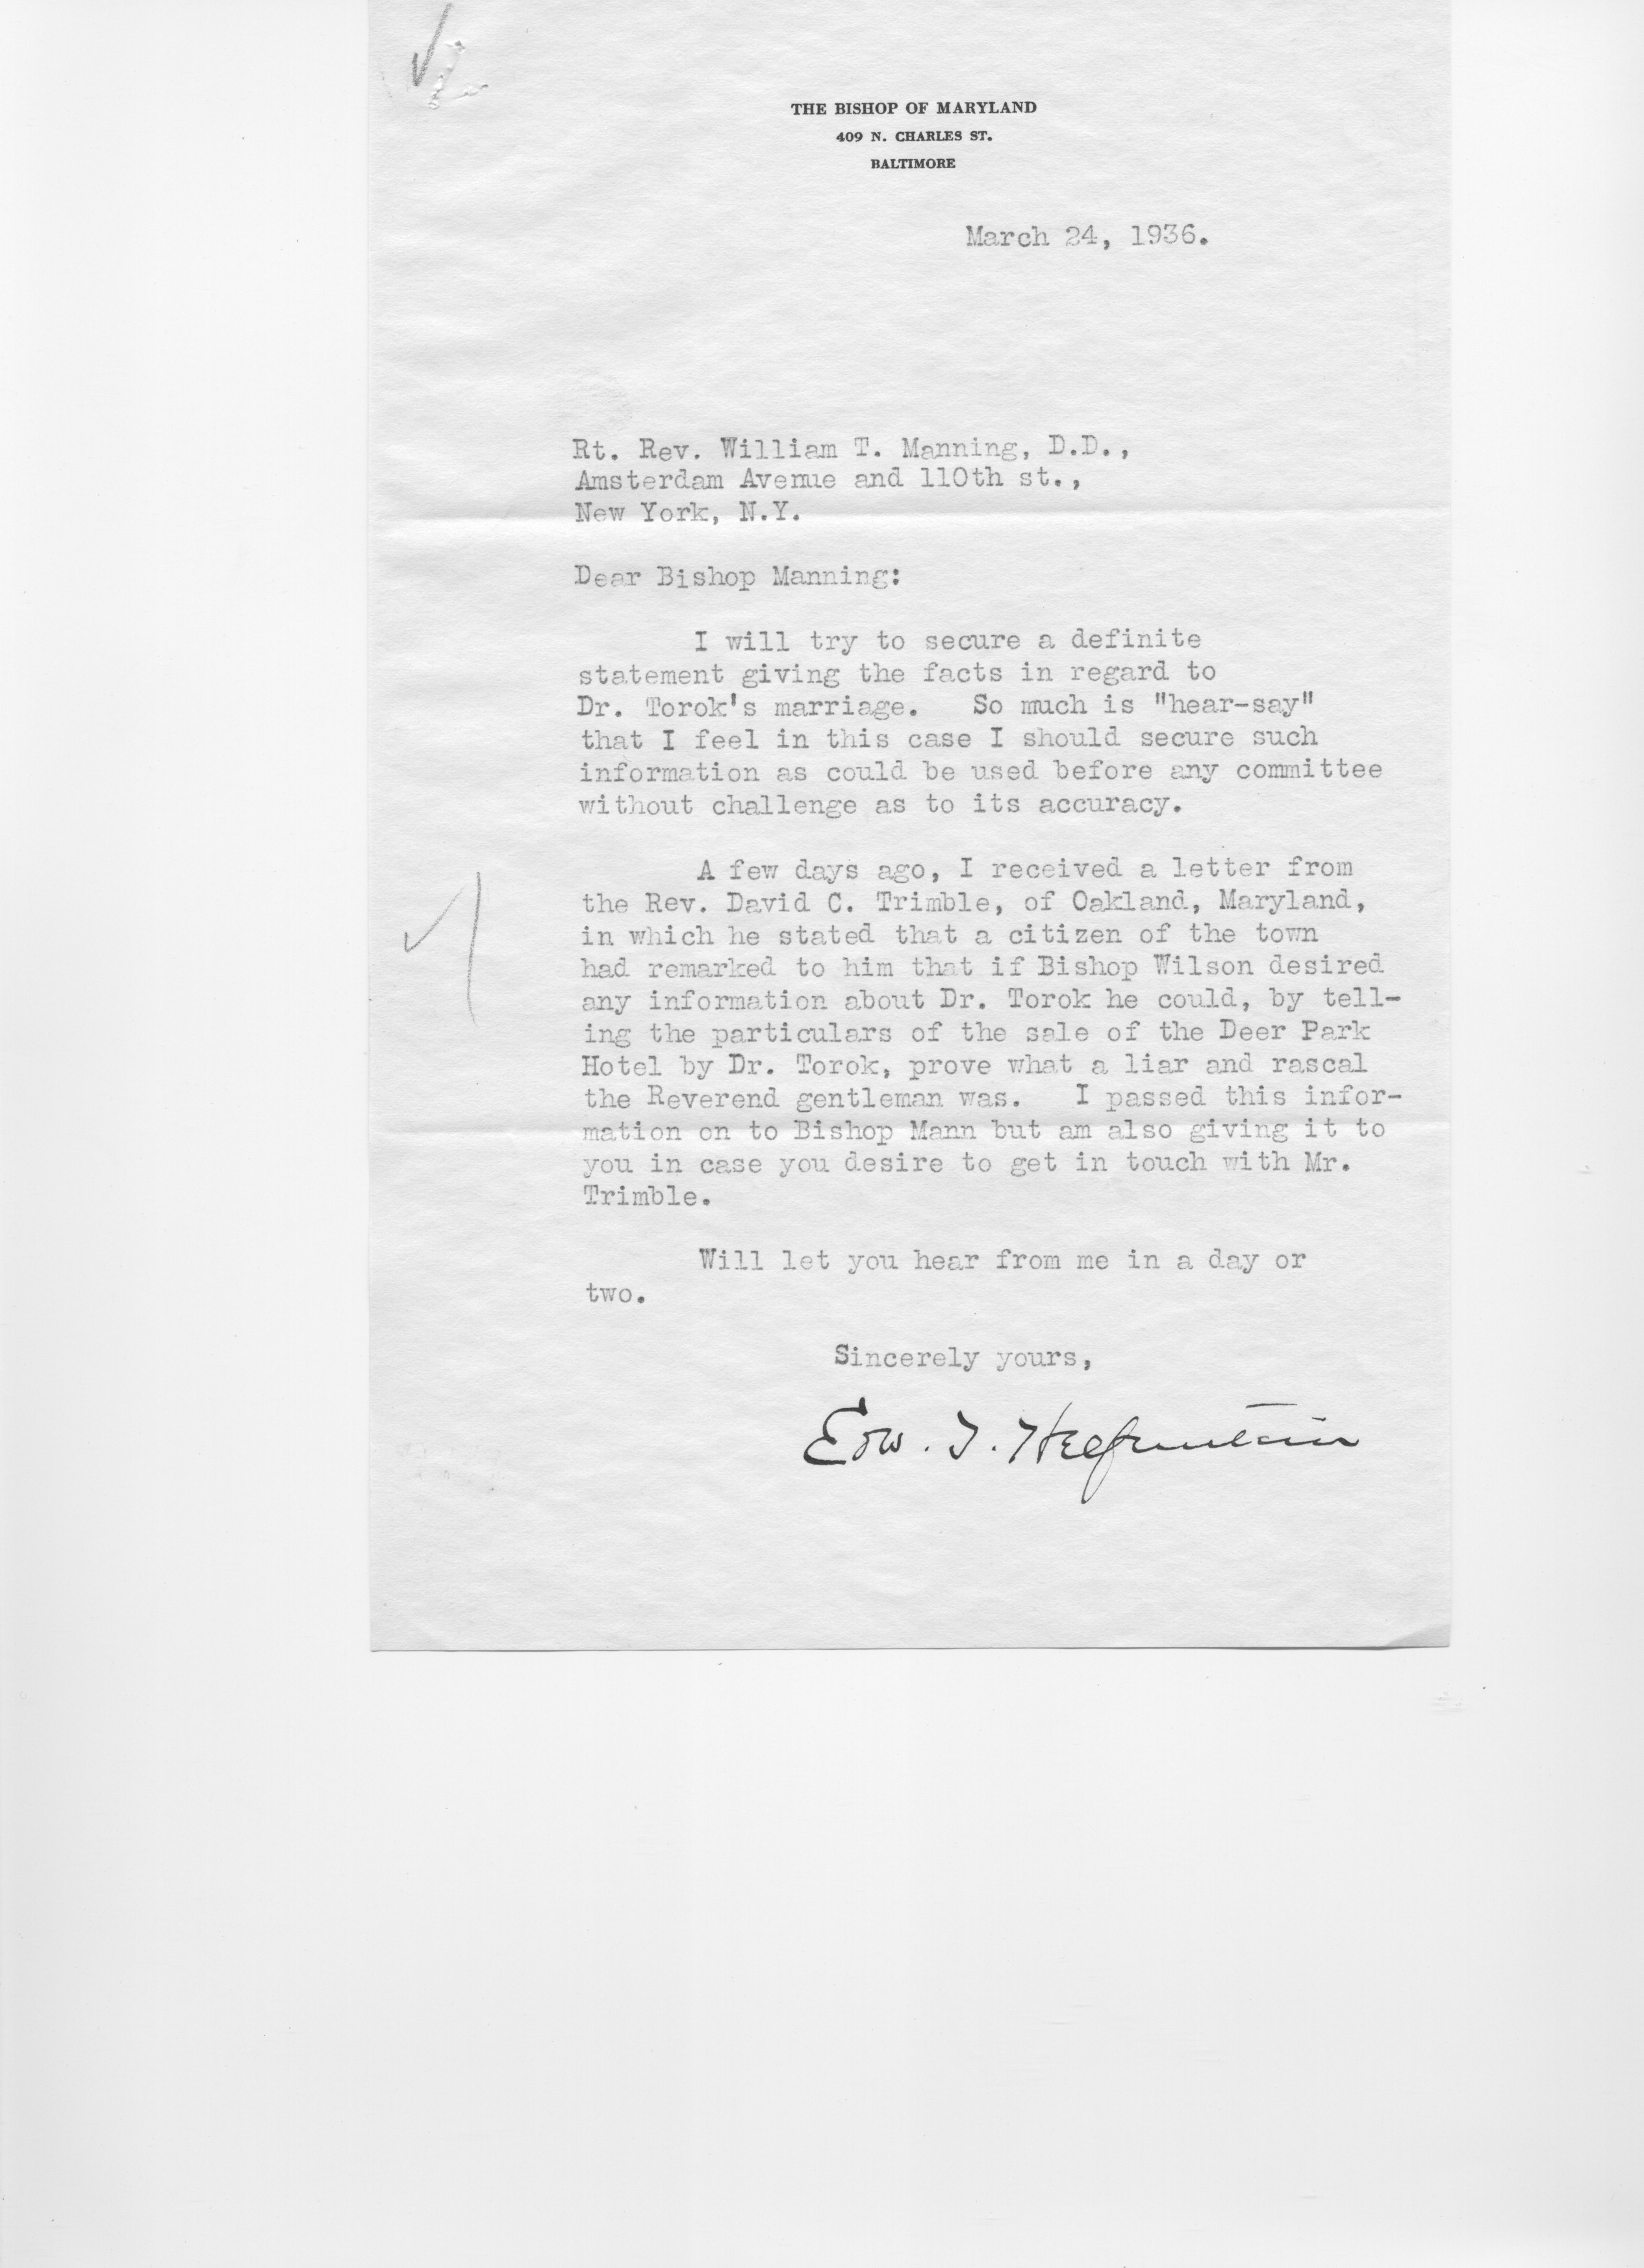 THE BISHOP OF MARYLAND
409 N. CHARLES ST.
BALTIMORE
March 24, 1936.
Rt. Rev. William T. Manning, D.D.,
Amsterdam Avenue and 110th st.,
New York, N.Y.
Dear Bishop Manning:
I will try to secure a definite
statement giving the facts in regard to
Dr. Torok's marriage. So much is "hear-say"
that I feel in this case I should secure such
information as could be used before any committee
without challenge as to its accuracy.
A few days ago, I received a letter from
the Rev. David C. Trimble, of Oakland, Maryland,
in which he stated that a citizen of the town
had remarked to him that if Bishop Wilson desired
any information about Dr. Torok he could, by tell-
ing the particulars of the sale of the Deer Park
Hotel by Dr. Torok, prove what a liar and rascal
the Reverend gentleman was. I passed this infor-
mation on to Bishop Mann but am also giving it to
you in case you desire to get in touch with Mr.
Trimble.
Will let you hear from me in a day or
two.
Sincerely yours,
Edw. T. Helfenstein